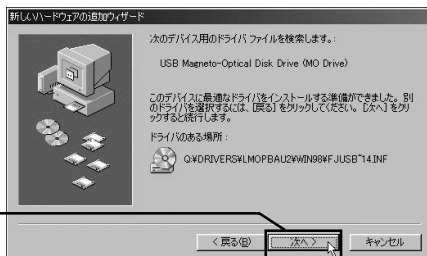 新しいハードウェアの追加ウィザード
次のデバイス用のドライバ ファイルを検索します。:
USB Magneto-Optical Disk Drive (MO Drive)
このデバイスに最適なドライバをインストールする準備ができました。別
のドライバを選択するには、[戻る] をクリックしてください。[次へ] をクリ
ックすると続行します。
ドライバのある場所:
Q:¥DRIVERS¥LMOPBAU2¥WIN98¥FJUSB~14.INF
< 戻る(B)
次へ >
キャンセル